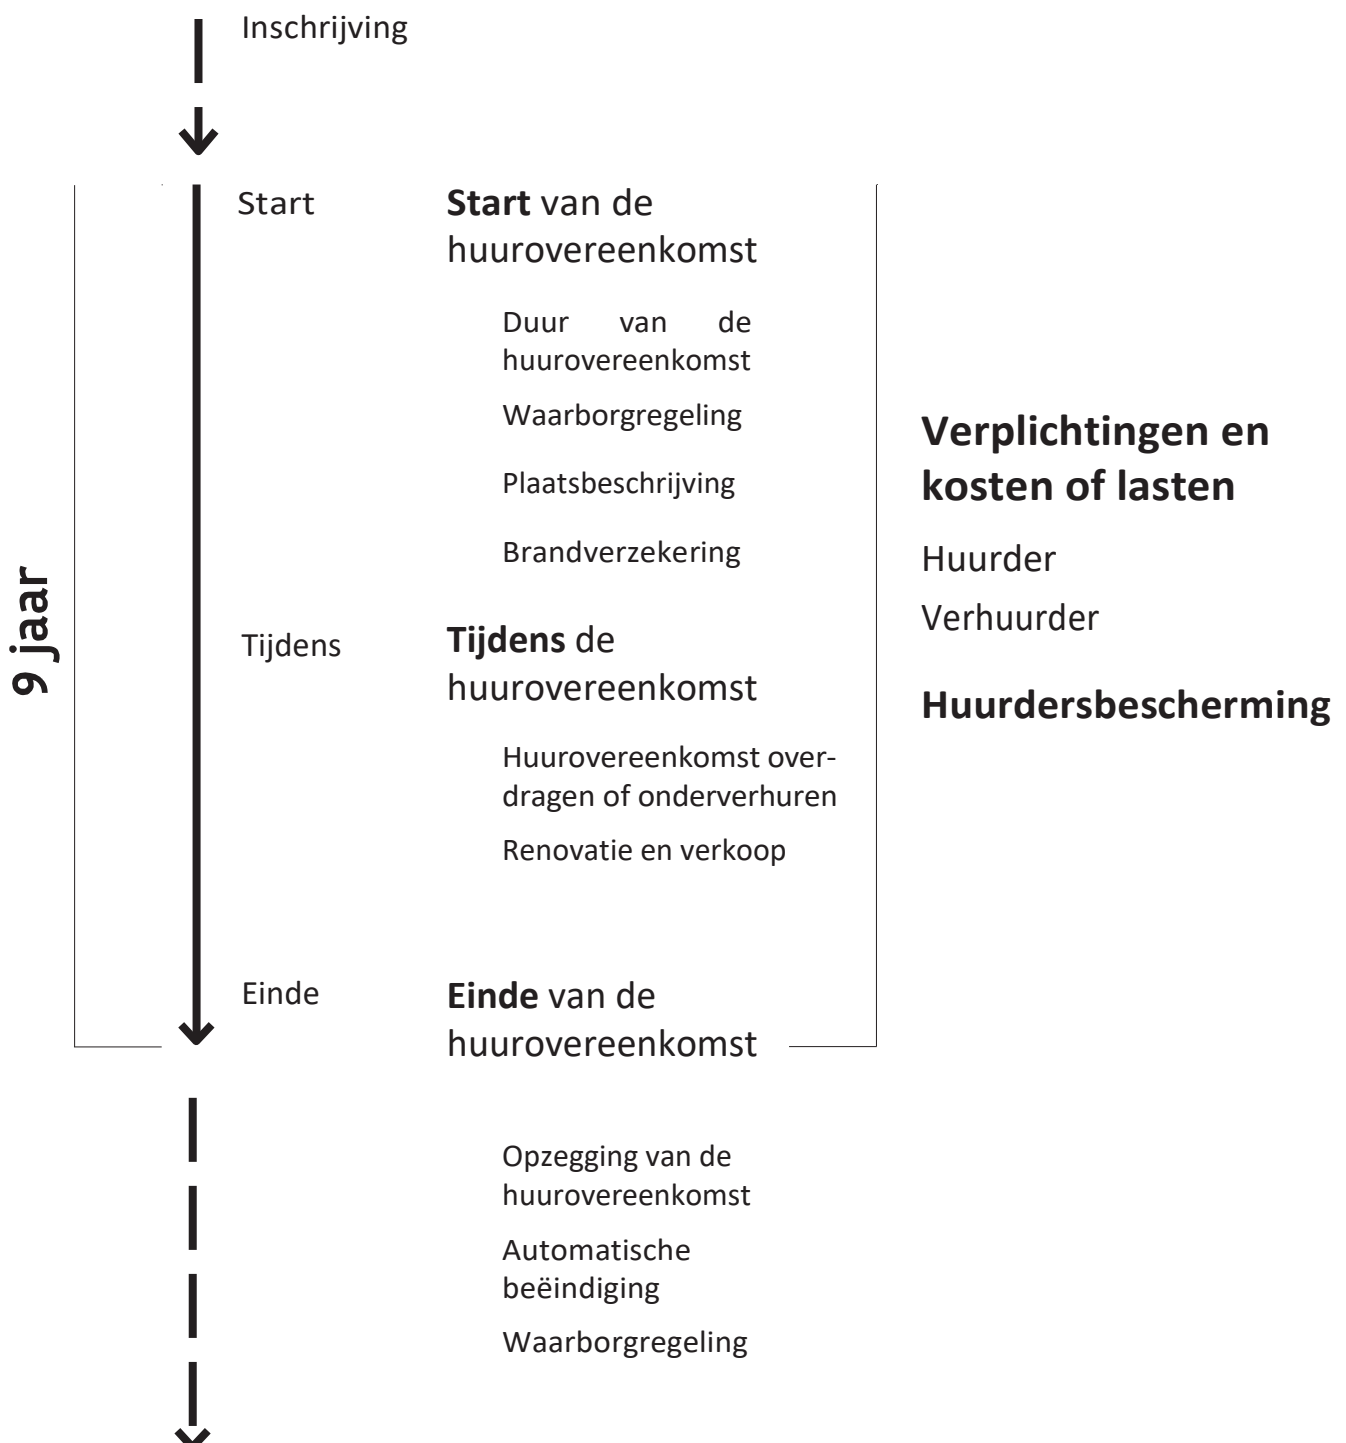 Inschrijving
9 jaar
Start
Start van de
huurovereenkomst
Duur van de
huurovereenkomst
Waarborgregeling
Plaatsbeschrijving
Brandverzekering
Tijdens
Tijdens de
huurovereenkomst
Huurovereenkomst over-
dragen of onderverhuren
Renovatie en verkoop
Einde
Einde van de
huurovereenkomst
Opzegging van de
huurovereenkomst
Automatische
beëindiging
Waarborgregeling
Verplichtingen en
kosten of lasten
Huurder
Verhuurder
Huurdersbescherming